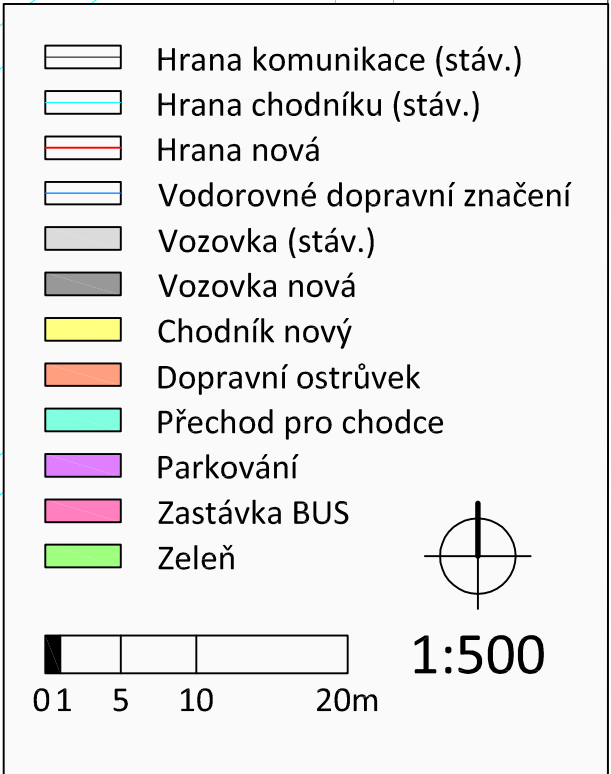 Hrana komunikace (stáv.)
Hrana chodníku (stáv.)
Hrana nová
Vodorovné dopravní značení
Vozovka (stáv.)
Vozovka nová
Chodník nový
Dopravní ostrůvek
Přechod pro chodce
Parkování
Zastávka BUS
Zeleň
1:500
0 1 5 10 20m